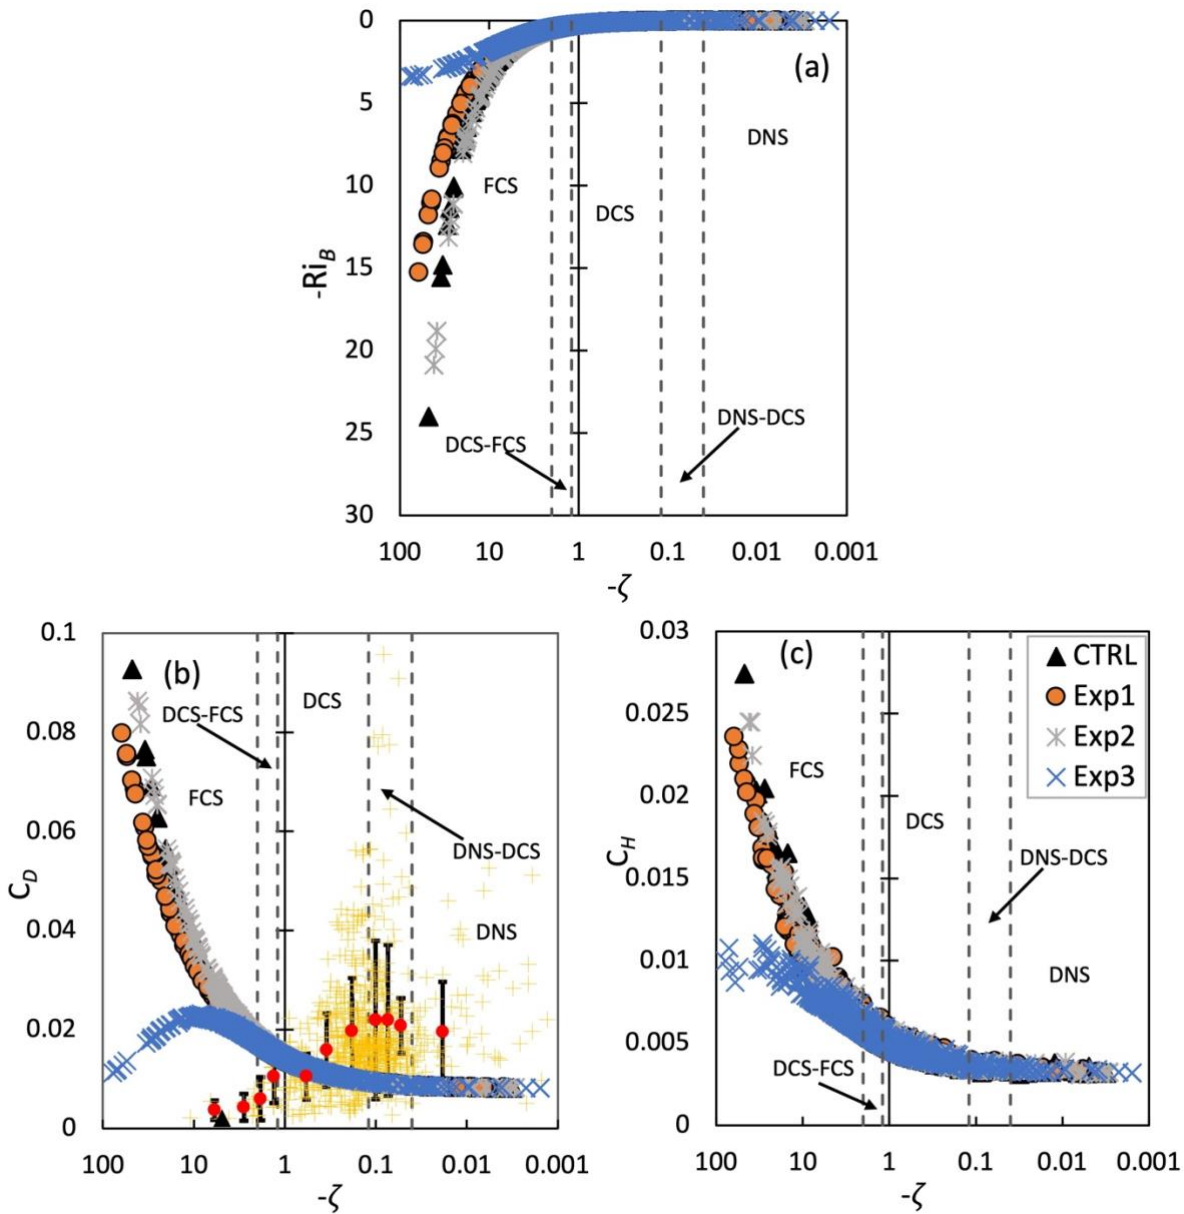 0
5
10
15
20
25
30
-Ri_B
(a)
FCS
DCS
DNS
DCS-FCS
DNS-DCS
100 10 1 0.1 0.01 0.001
-ζ
0.1
0.08
0.06
0.04
0.02
0
C_D
(b)
DCS-FCS
FCS
DCS
DNS-DCS
DNS
100 10 1 0.1 0.01 0.001
-ζ
0.03
0.025
0.02
0.015
0.01
0.005
0
C_H
(c)
FCS
DCS
DNS-DCS
DNS
DCS-FCS
CTRL
Exp1
Exp2
Exp3
100 10 1 0.1 0.01 0.001
-ζ